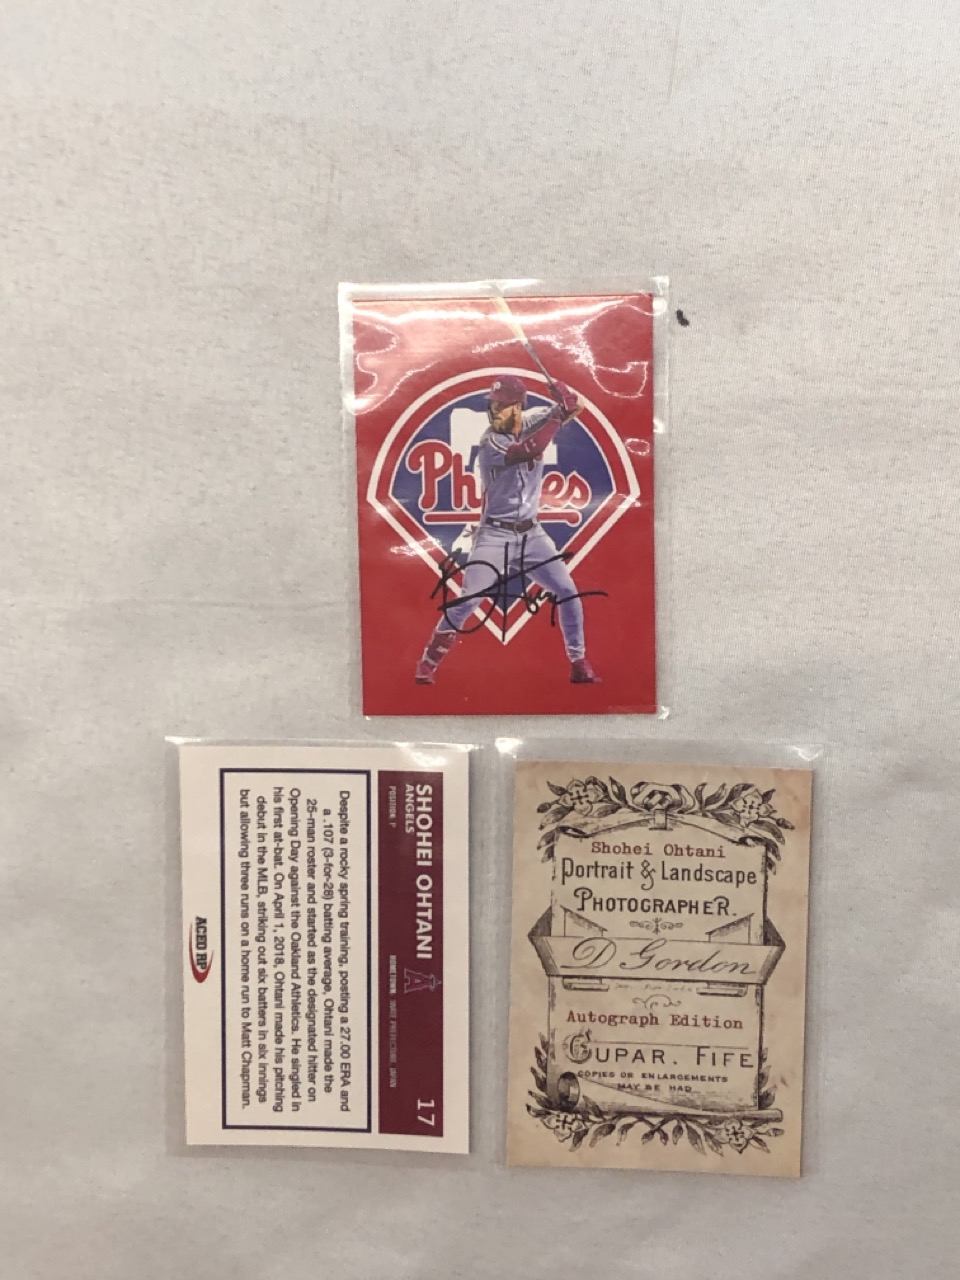 Phillies
SHOHEI OHTANI
ANGELS
POSITION: P
HOMETOWN: IWATE PREFECTURE, JAPAN
17
Despite a rocky spring training, posting a 27.00 ERA and
a .107 (3-for-28) batting average, Ohtani made the
25-man roster and started as the designated hitter on
Opening Day against the Oakland Athletics. He singled in
his first at-bat. On April 1, 2018, Ohtani made his pitching
debut in the MLB, striking out six batters in six innings
but allowing three runs on a home run to Matt Chapman.
ACEO RP
Shohei Ohtani
Portrait & Landscape
PHOTOGRAPHER.
D Gordon
Autograph Edition
CUPAR. FIFE
COPIES OR ENLARGEMENTS
MAY BE HAD